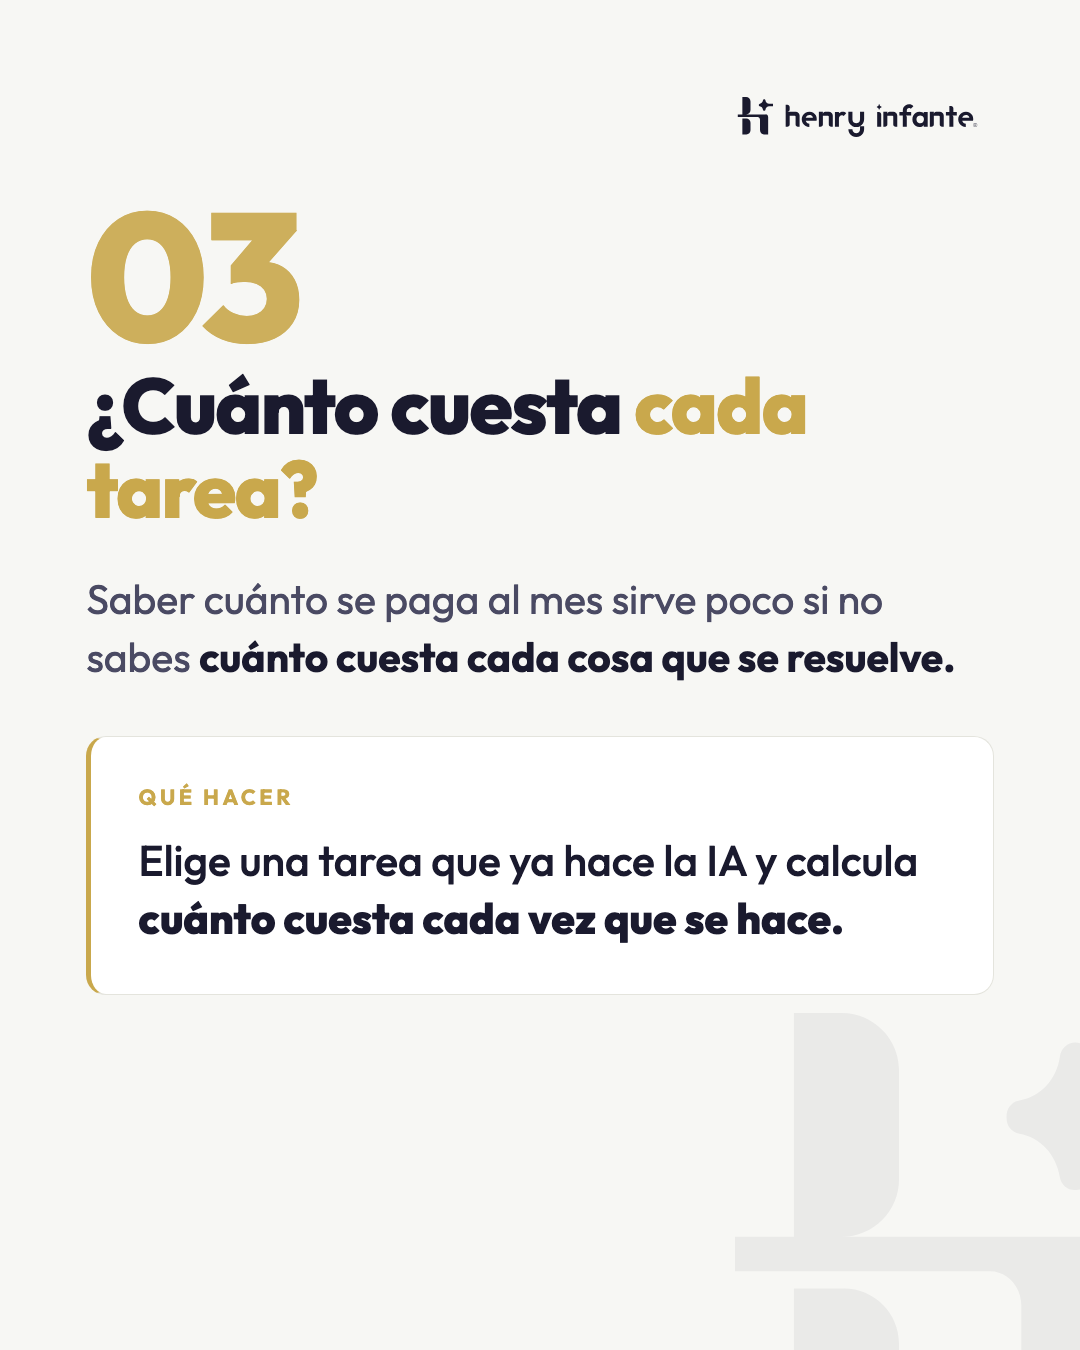 henry infante.
03
¿Cuánto cuesta cada
tarea?
Saber cuánto se paga al mes sirve poco si no
sabes cuánto cuesta cada cosa que se resuelve.
QUÉ HACER
Elige una tarea que ya hace la IA y calcula
cuánto cuesta cada vez que se hace.